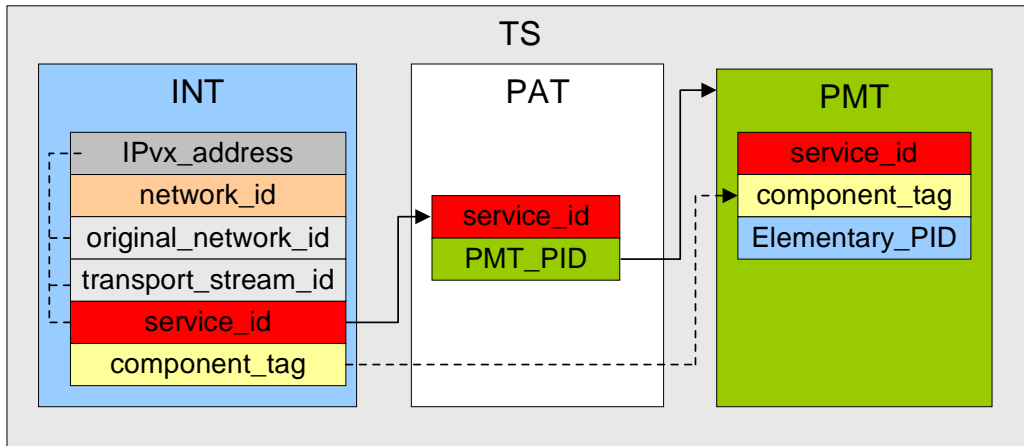 TS
INT
IPvx_address
network_id
original_network_id
transport_stream_id
service_id
component_tag
PAT
service_id
PMT_PID
PMT
service_id
component_tag
Elementary_PID